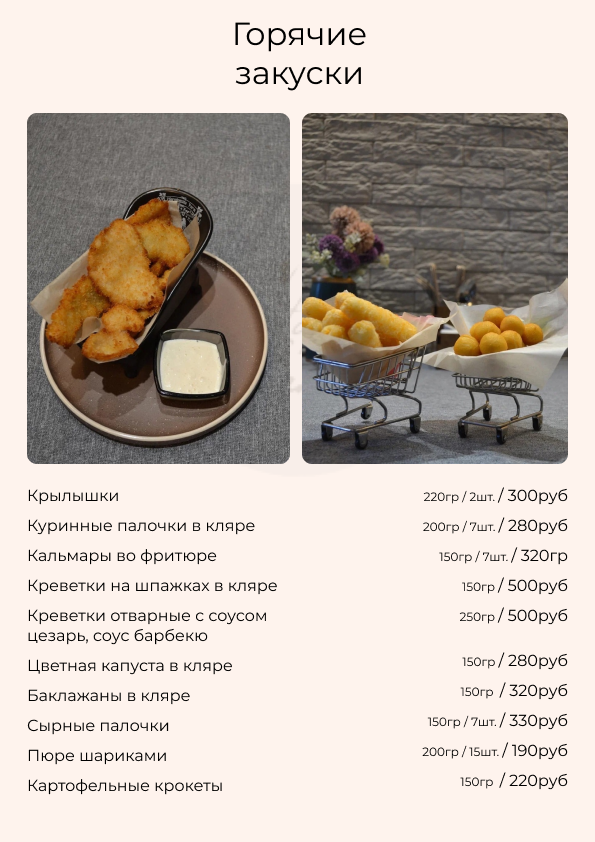 Горячие
закуски
Крылышки 220гр / 2шт. / 300руб
Куринные палочки в кляре 200гр / 7шт. / 280руб
Кальмары во фритюре 150гр / 7шт. / 320гр
Креветки на шпажках в кляре 150гр / 500руб
Креветки отварные с соусом 250гр / 500руб
цезарь, соус барбекю
Цветная капуста в кляре 150гр / 280руб
Баклажаны в кляре 150гр / 320руб
Сырные палочки 150гр / 7шт. / 330руб
Пюре шариками 200гр / 15шт. / 190руб
Картофельные крокеты 150гр / 220руб